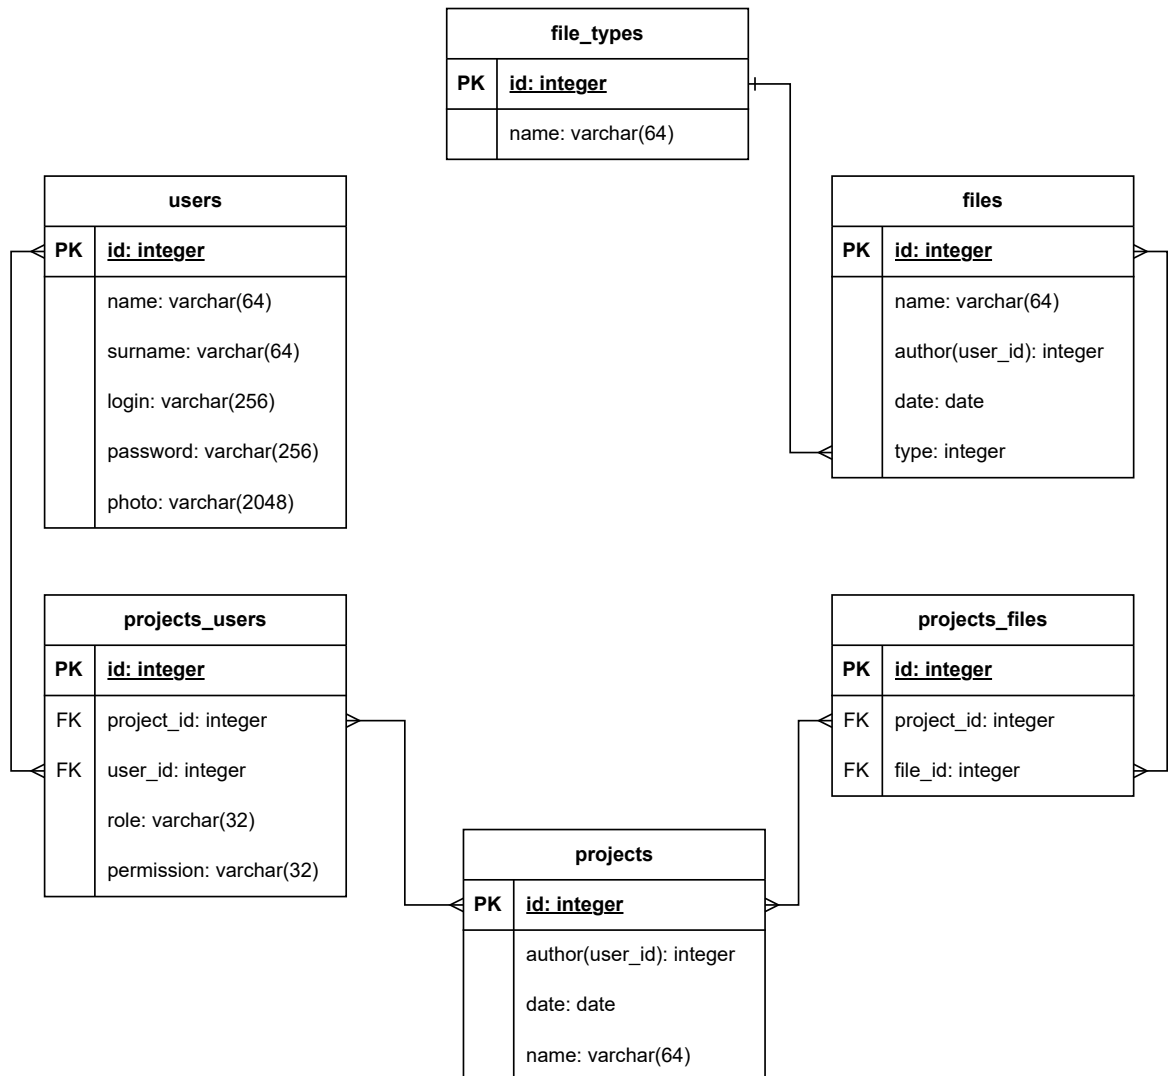 file_types
PK id: integer
name: varchar(64)
users
PK id: integer
name: varchar(64)
surname: varchar(64)
login: varchar(256)
password: varchar(256)
photo: varchar(2048)
files
PK id: integer
name: varchar(64)
author(user_id): integer
date: date
type: integer
projects_users
PK id: integer
FK project_id: integer
FK user_id: integer
role: varchar(32)
permission: varchar(32)
projects_files
PK id: integer
FK project_id: integer
FK file_id: integer
projects
PK id: integer
author(user_id): integer
date: date
name: varchar(64)